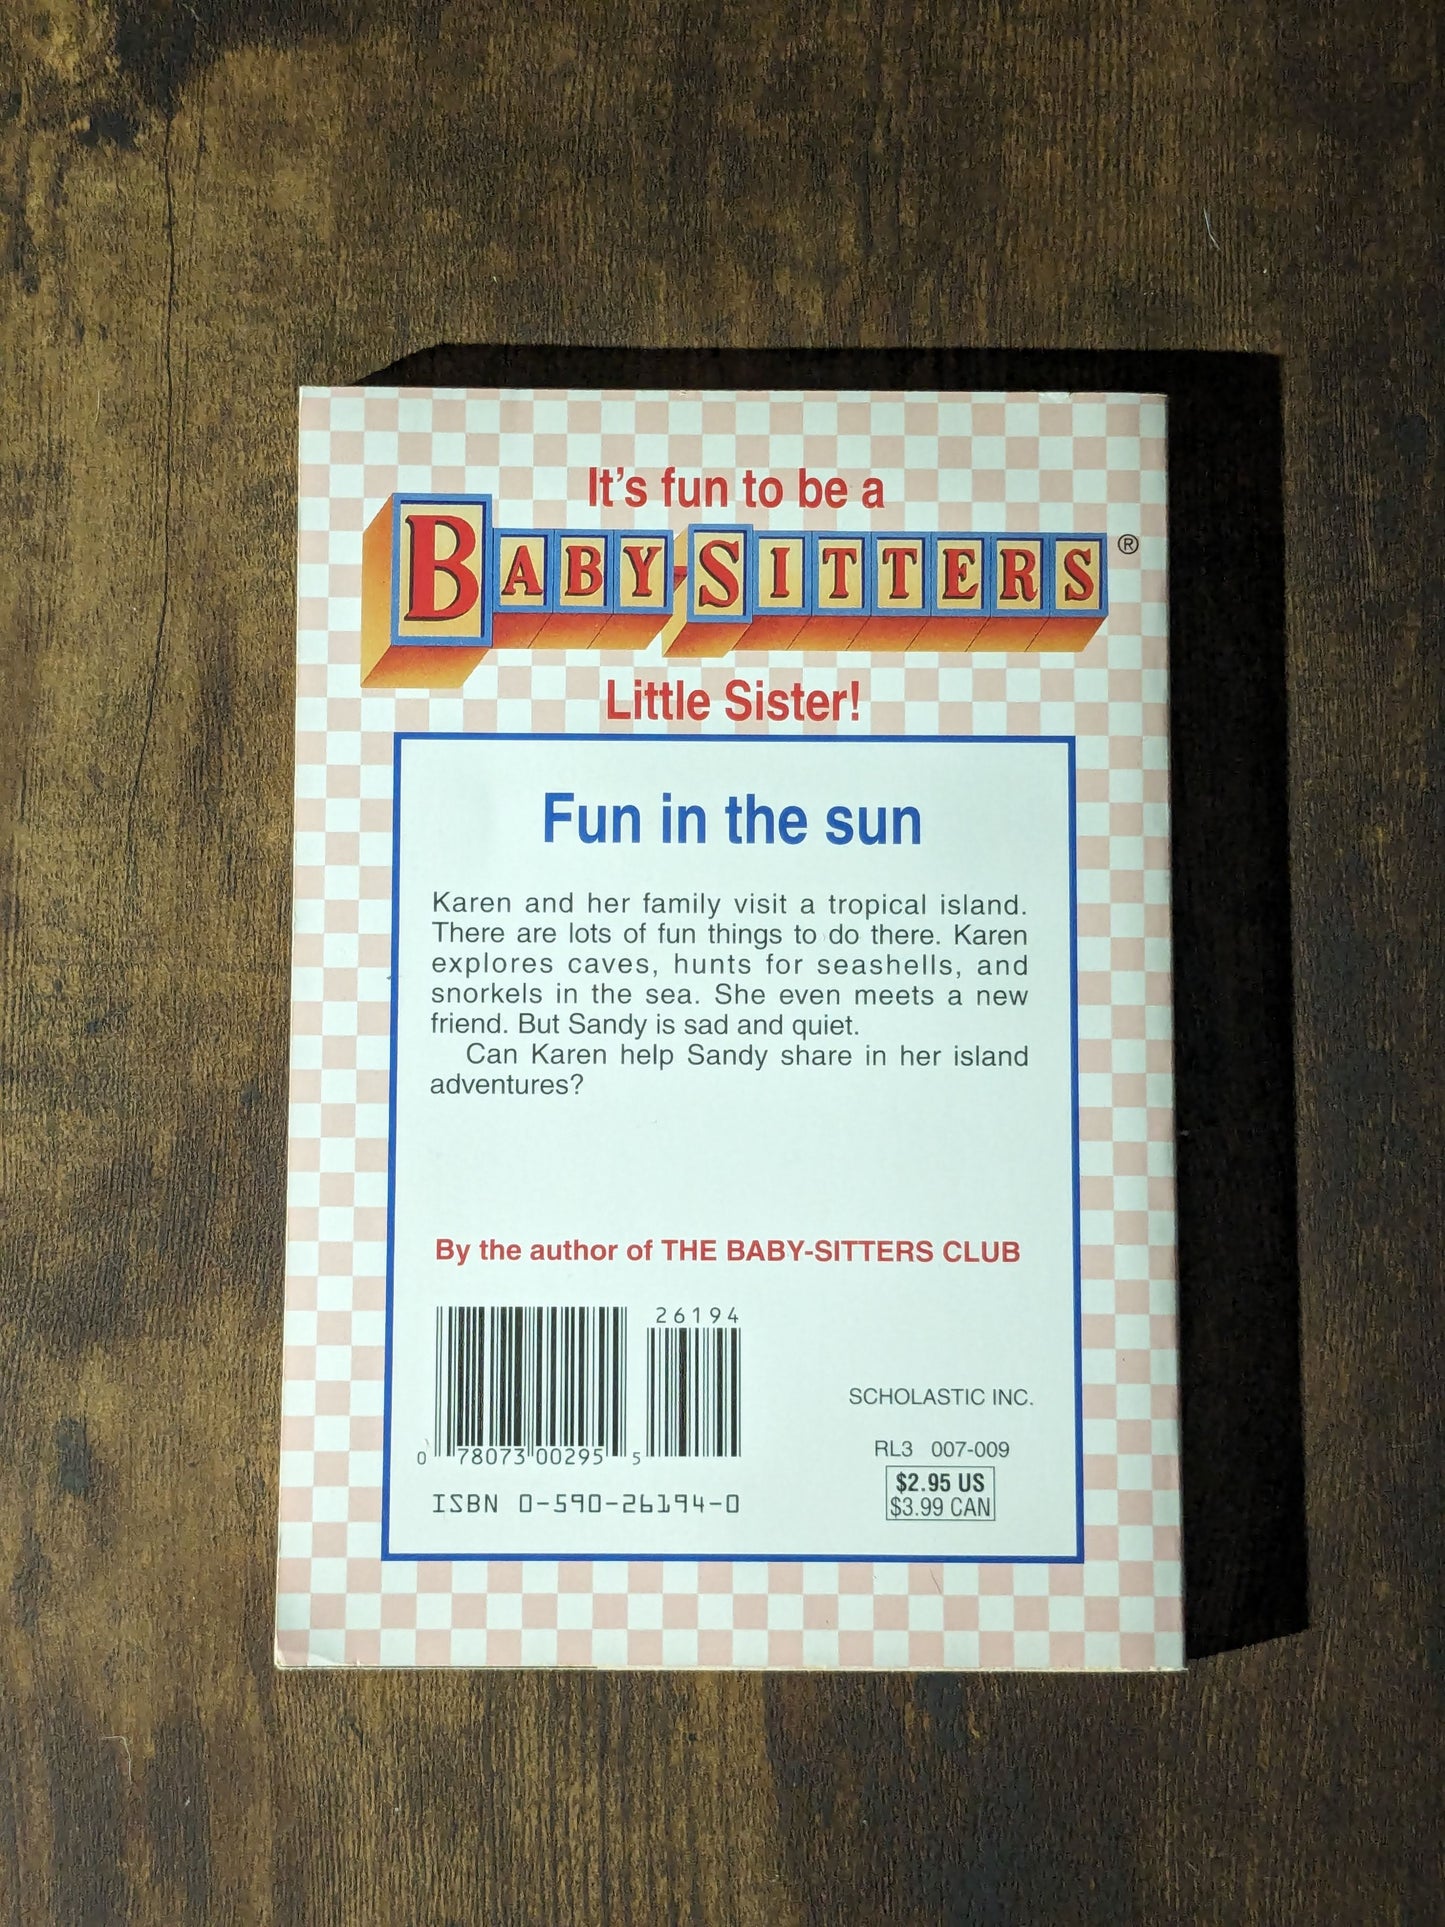 It's fun to be a
BABY-SITTERS ®
Little Sister!
Fun in the sun
Karen and her family visit a tropical island.
There are lots of fun things to do there. Karen
explores caves, hunts for seashells, and
snorkels in the sea. She even meets a new
friend. But Sandy is sad and quiet.
Can Karen help Sandy share in her island
adventures?
By the author of THE BABY-SITTERS CLUB
26194
0 78073 00295 5
ISBN 0-590-26194-0
SCHOLASTIC INC.
RL3 007-009
$2.95 US
$3.99 CAN